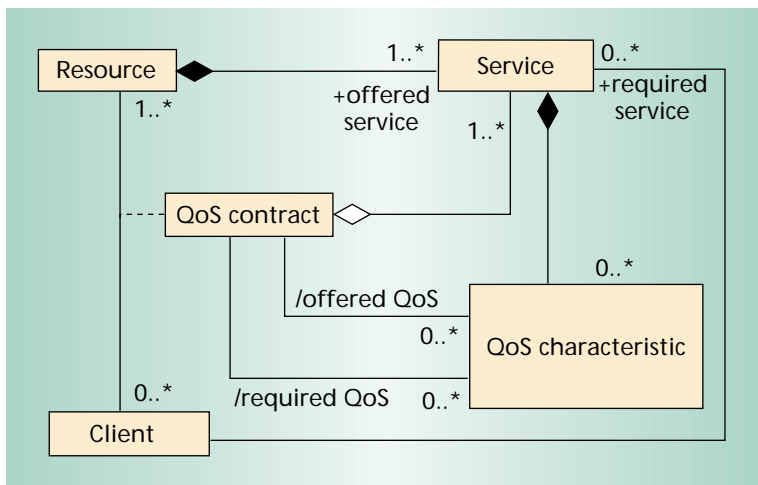 Resource
1..*
Service
0..*
+offered
service
+required
service
1..*
1..*
QoS contract
0..*
/offered QoS
0..*
QoS characteristic
/required QoS
0..*
0..*
Client